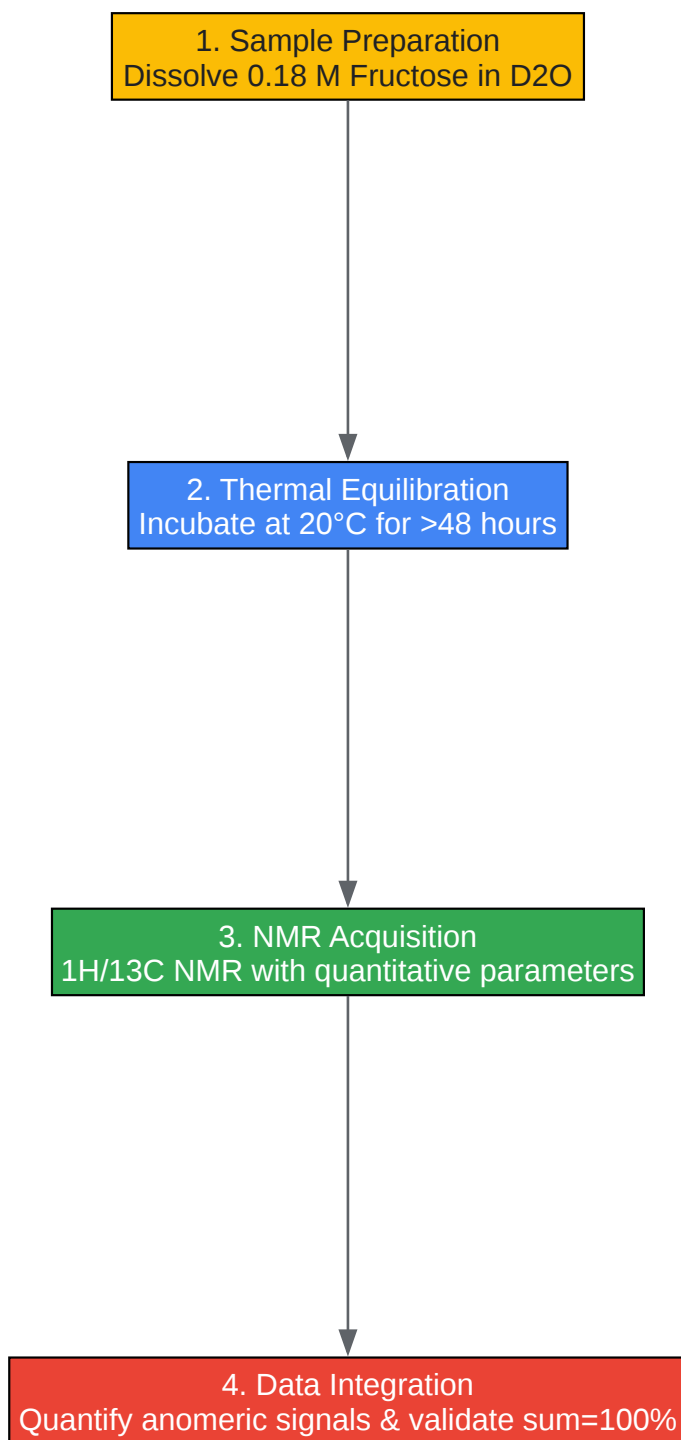 1. Sample Preparation
Dissolve 0.18 M Fructose in D2O
2. Thermal Equilibration
Incubate at 20°C for >48 hours
3. NMR Acquisition
1H/13C NMR with quantitative parameters
4. Data Integration
Quantify anomeric signals & validate sum=100%